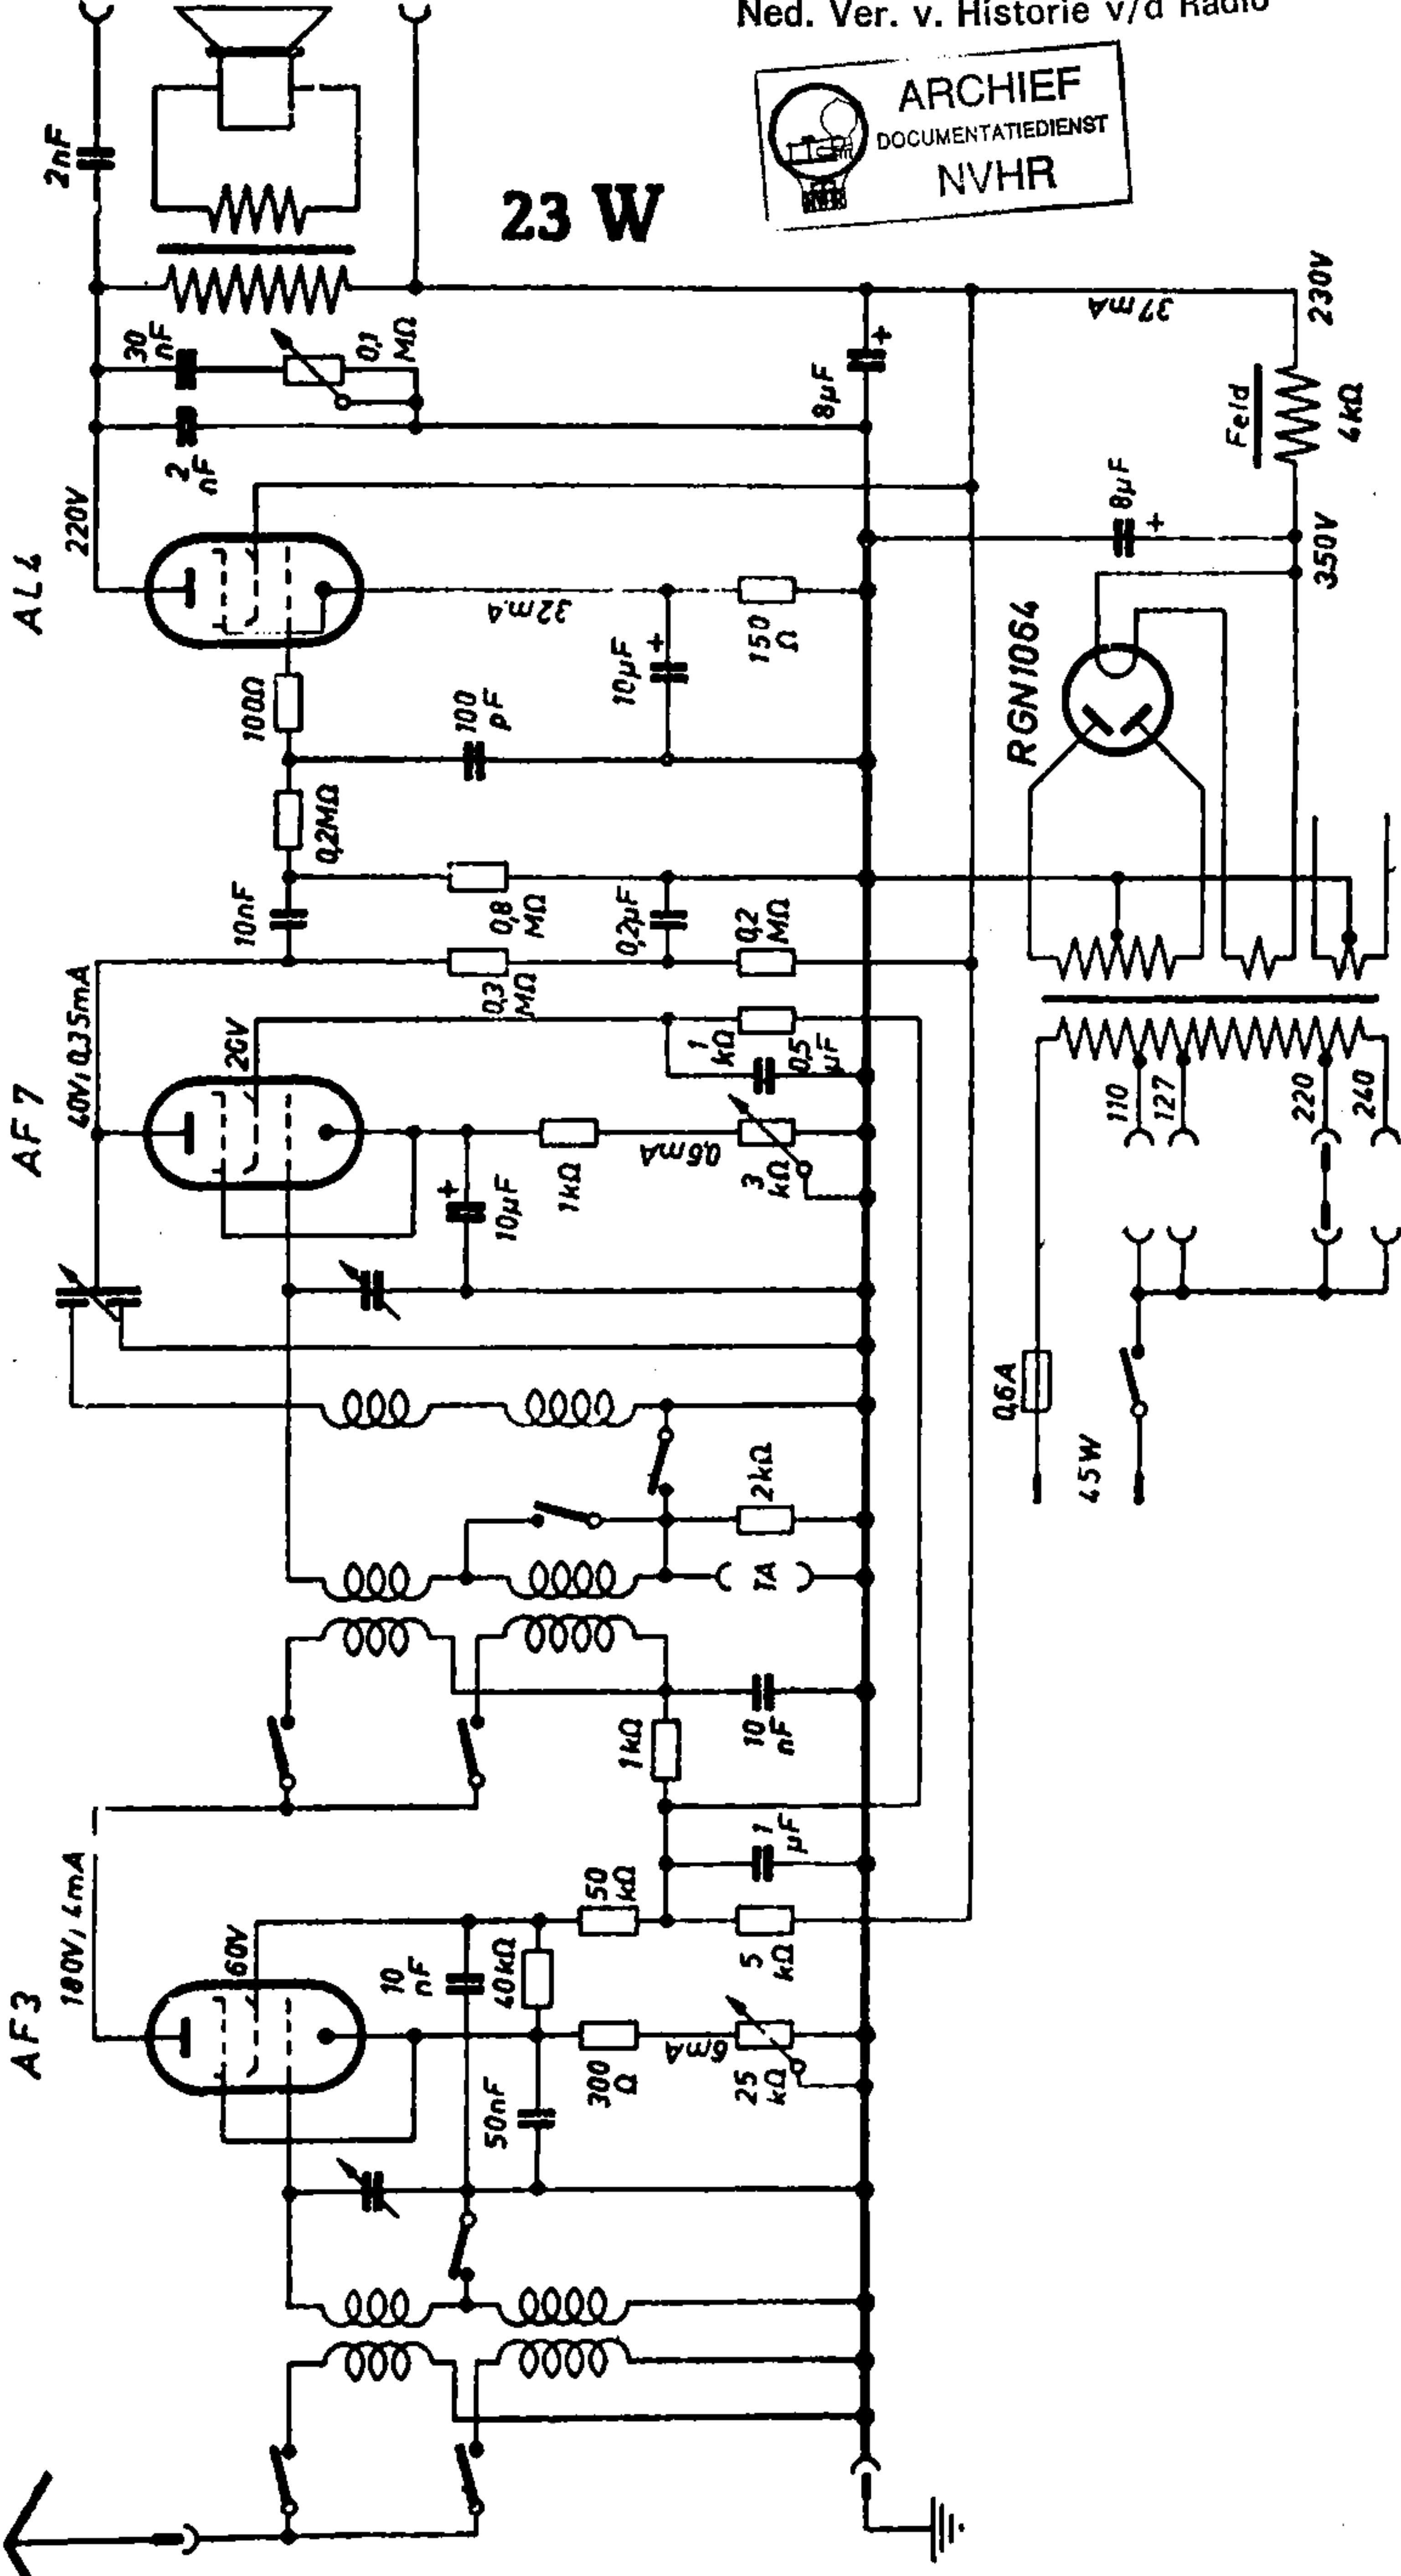 Ned. Ver. v. Historie v/d Radio
ARCHIEF
DOCUMENTATIEDIENST
NVHR
23 W
AF3
AF7
AL4
180V; 4mA
60V
10
nF
40kΩ
50
kΩ
50nF
300
Ω
6mA
25
kΩ
5
kΩ
1
µF
1kΩ
10
nF
TA
2kΩ
40V; 0,35mA
20V
10µF
+
1kΩ
0,6mA
3
kΩ
1
kΩ
0,5
µF
10nF
0,3
MΩ
0,8
MΩ
0,2µF
0,2
MΩ
0,2MΩ
100Ω
100
pF
10µF
+
150
Ω
32mA
220V
2
nF
30
nF
0,1
MΩ
2nF
8µF
+
37mA
230V
Feld
4kΩ
8µF
+
350V
RGN1064
110
127
220
240
0,6A
45W